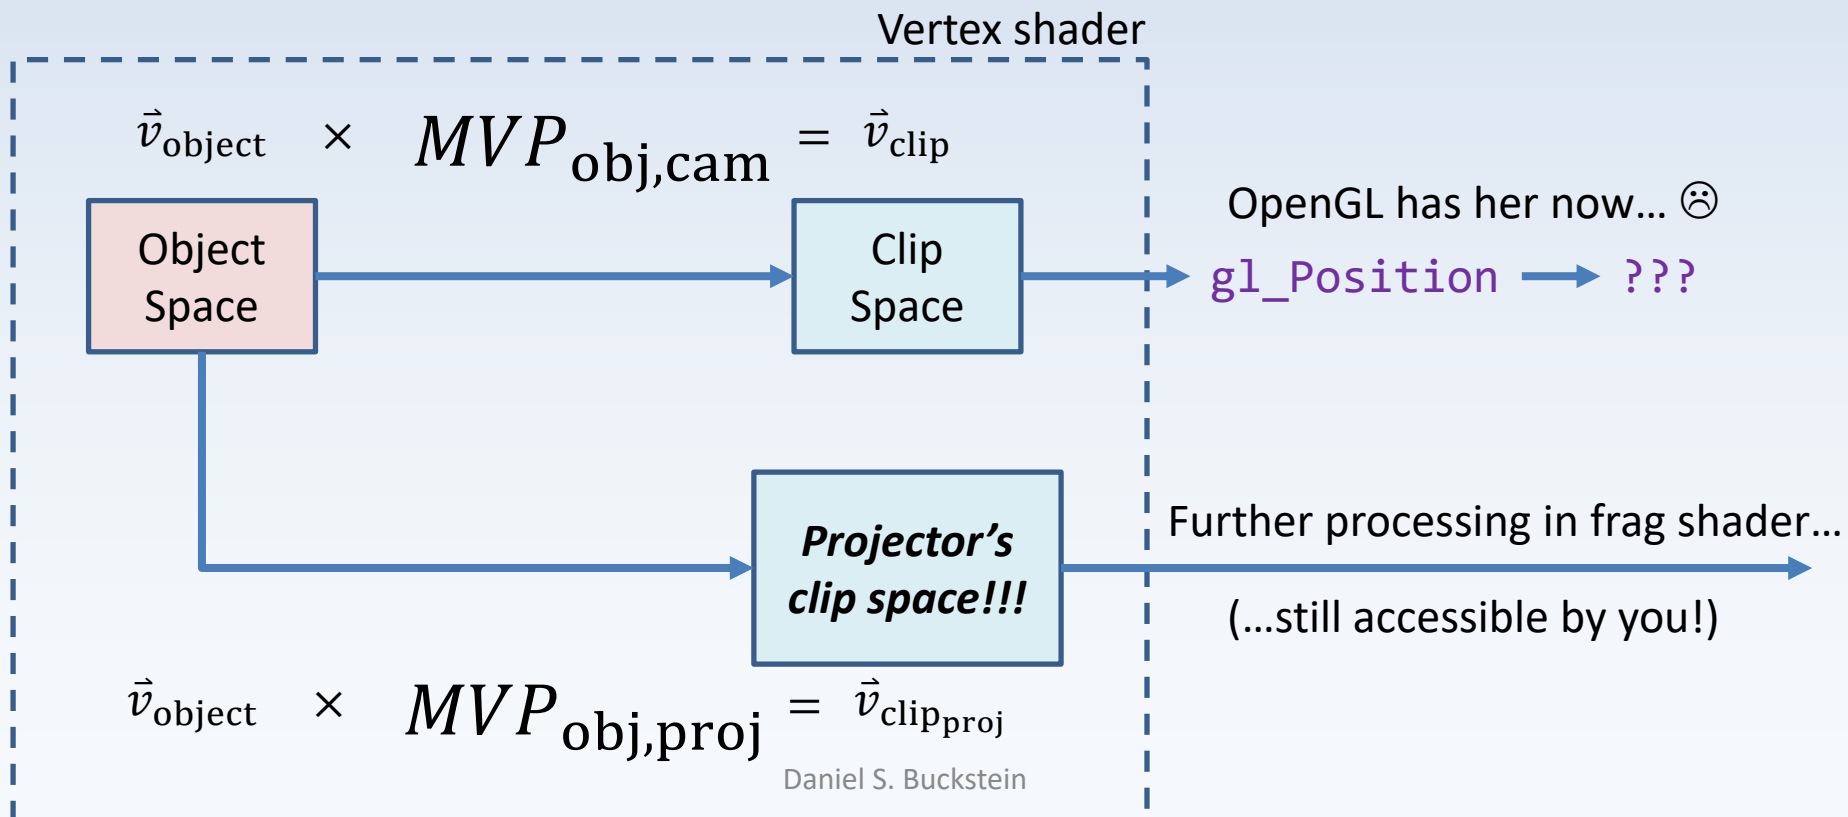 Vertex shader
v⃗object × MVPobj,cam = v⃗clip
OpenGL has her now… ☹
Object
Space
Clip
Space
gl_Position ???
Projector’s
clip space!!!
Further processing in frag shader…
(…still accessible by you!)
v⃗object × MVPobj,proj = v⃗clipproj
Daniel S. Buckstein